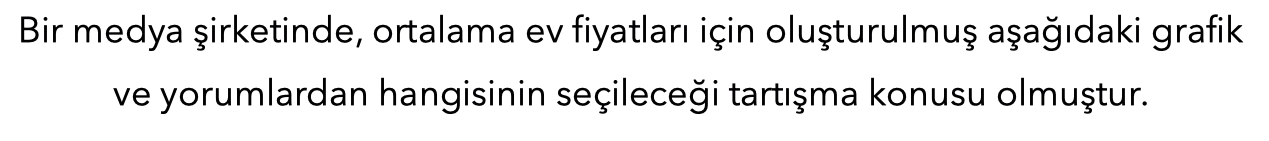 Bir medya şirketinde, ortalama ev fiyatları için oluşturulmuş aşağıdaki grafik
ve yorumlardan hangisinin seçileceği tartışma konusu olmuştur.